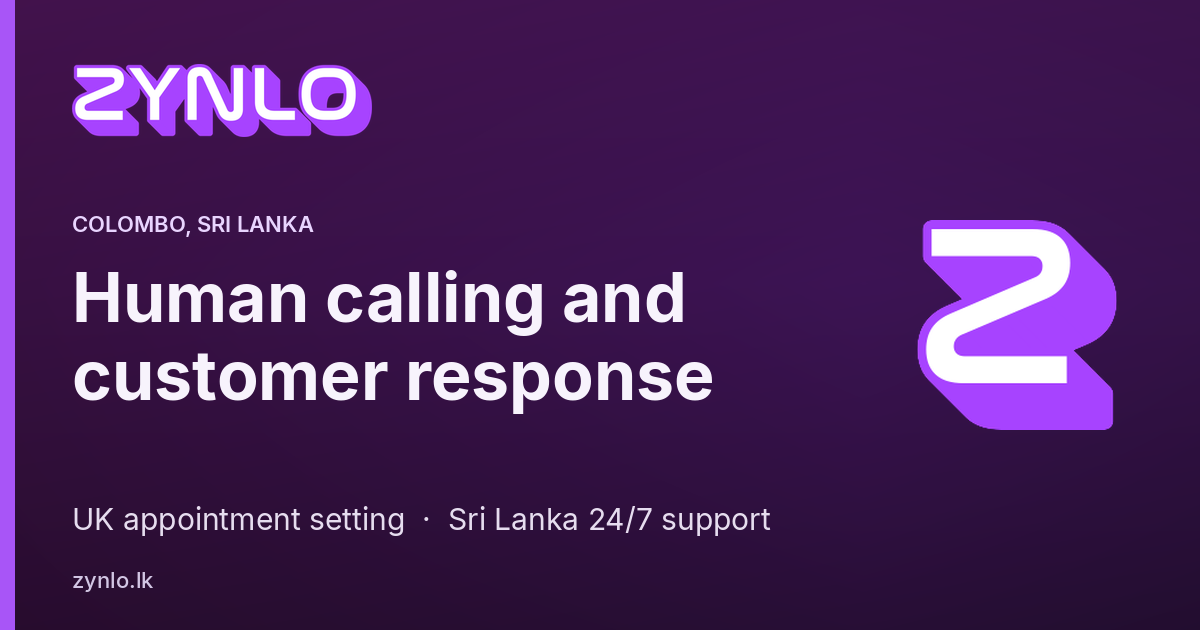 ZYNLO
COLOMBO, SRI LANKA
Human calling and
customer response
Z
UK appointment setting · Sri Lanka 24/7 support
zynlo.lk